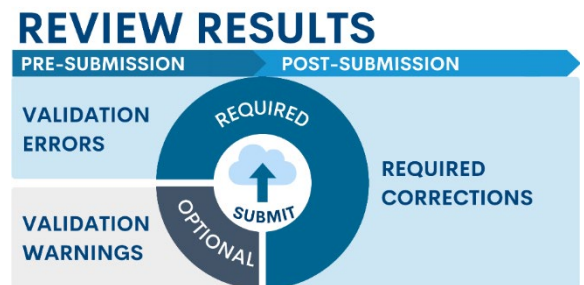 REVIEW RESULTS
PRE-SUBMISSION
POST-SUBMISSION
VALIDATION
ERRORS
REQUIRED
SUBMIT
OPTIONAL
VALIDATION
WARNINGS
REQUIRED
CORRECTIONS